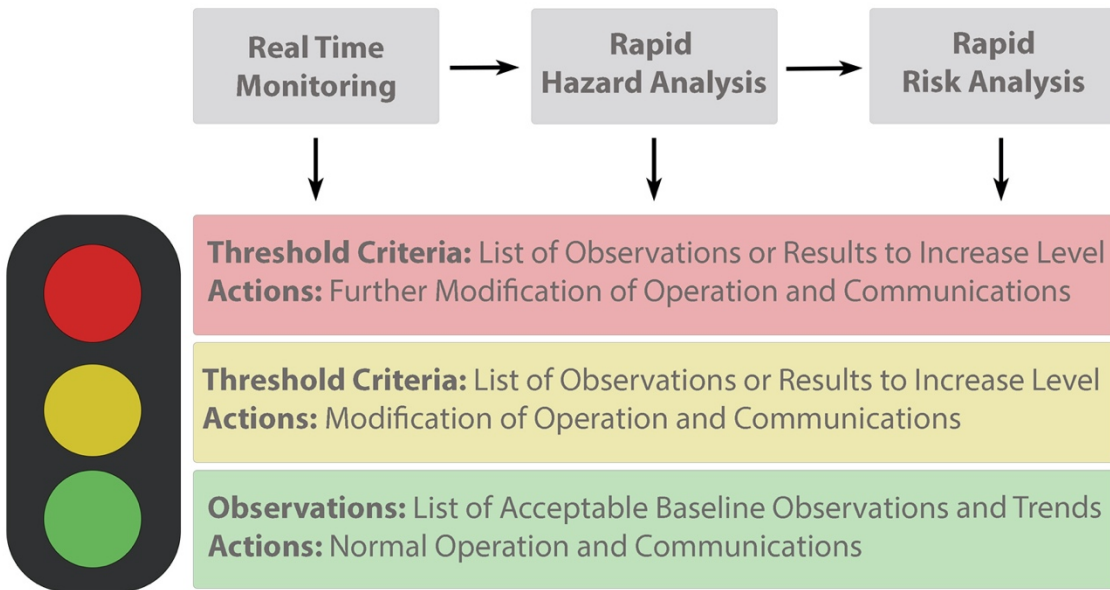 Real Time
Monitoring
Rapid
Hazard Analysis
Rapid
Risk Analysis
Threshold Criteria: List of Observations or Results to Increase Level
Actions: Further Modification of Operation and Communications
Threshold Criteria: List of Observations or Results to Increase Level
Actions: Modification of Operation and Communications
Observations: List of Acceptable Baseline Observations and Trends
Actions: Normal Operation and Communications